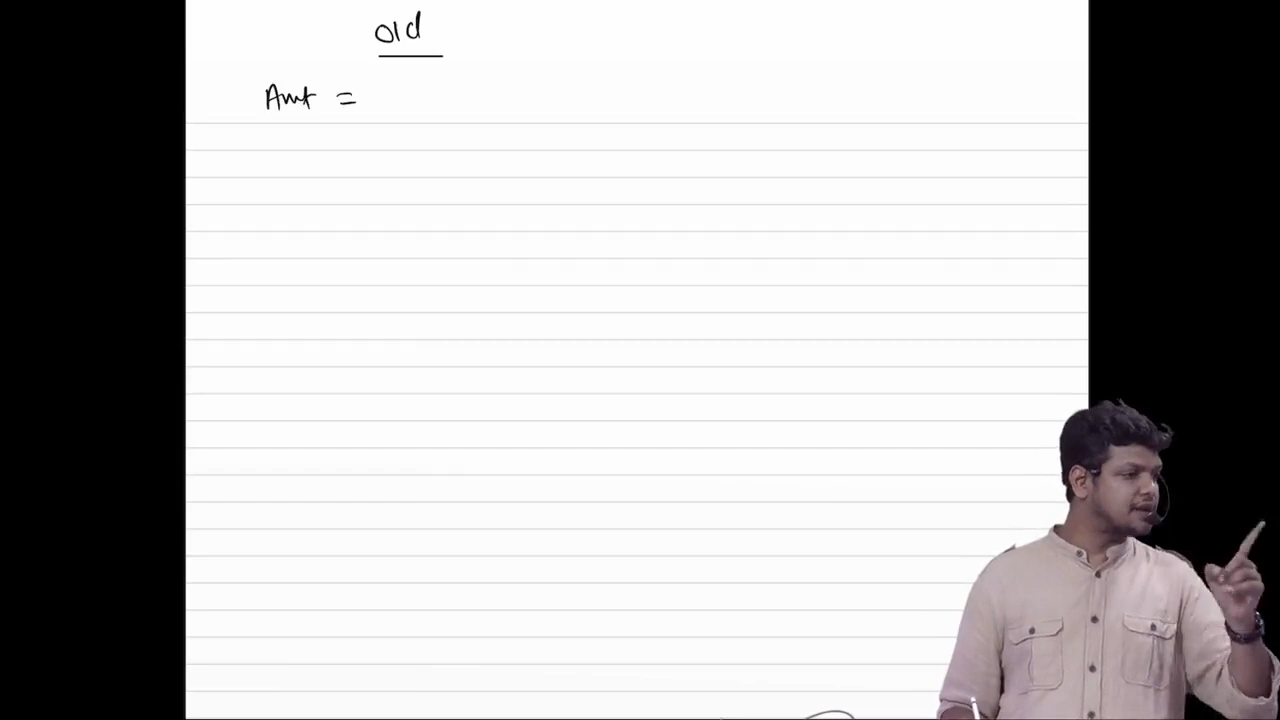 old
Amt =